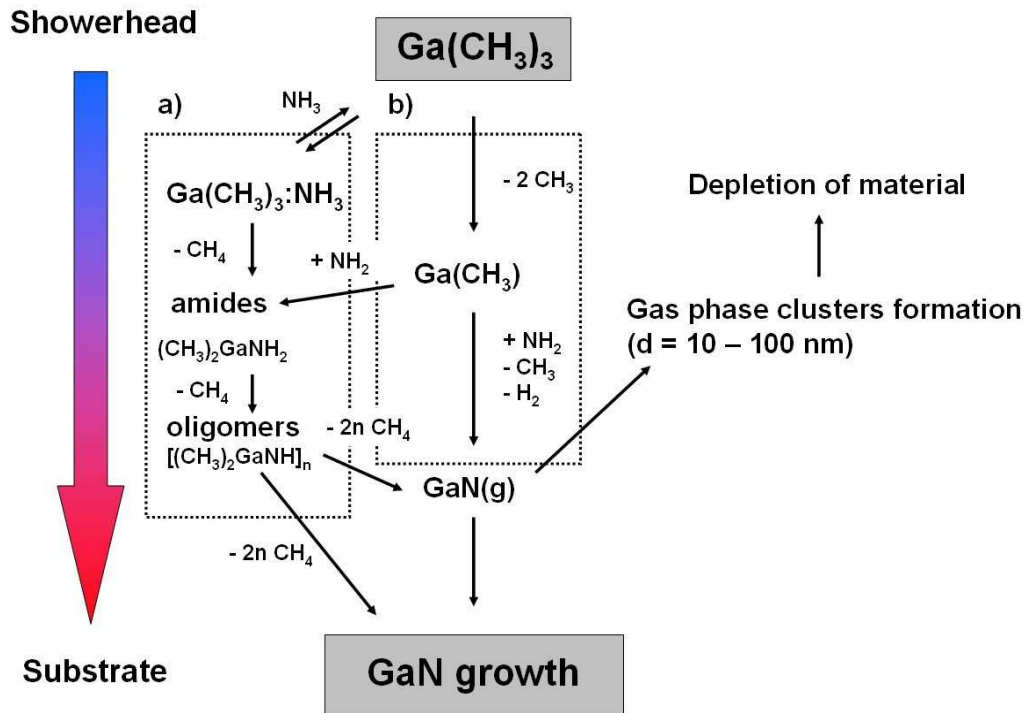 Showerhead
Ga(CH₃)₃
a)
NH₃
b)
- 2 CH₃
Ga(CH₃)₃:NH₃
- CH₄
+ NH₂
Ga(CH₃)
amides
(CH₃)₂GaNH₂
- CH₄
+ NH₂
- CH₃
- H₂
oligomers
[(CH₃)₂GaNH]ₙ
- 2n CH₄
GaN(g)
- 2n CH₄
Depletion of material
Gas phase clusters formation
(d = 10 – 100 nm)
Substrate
GaN growth